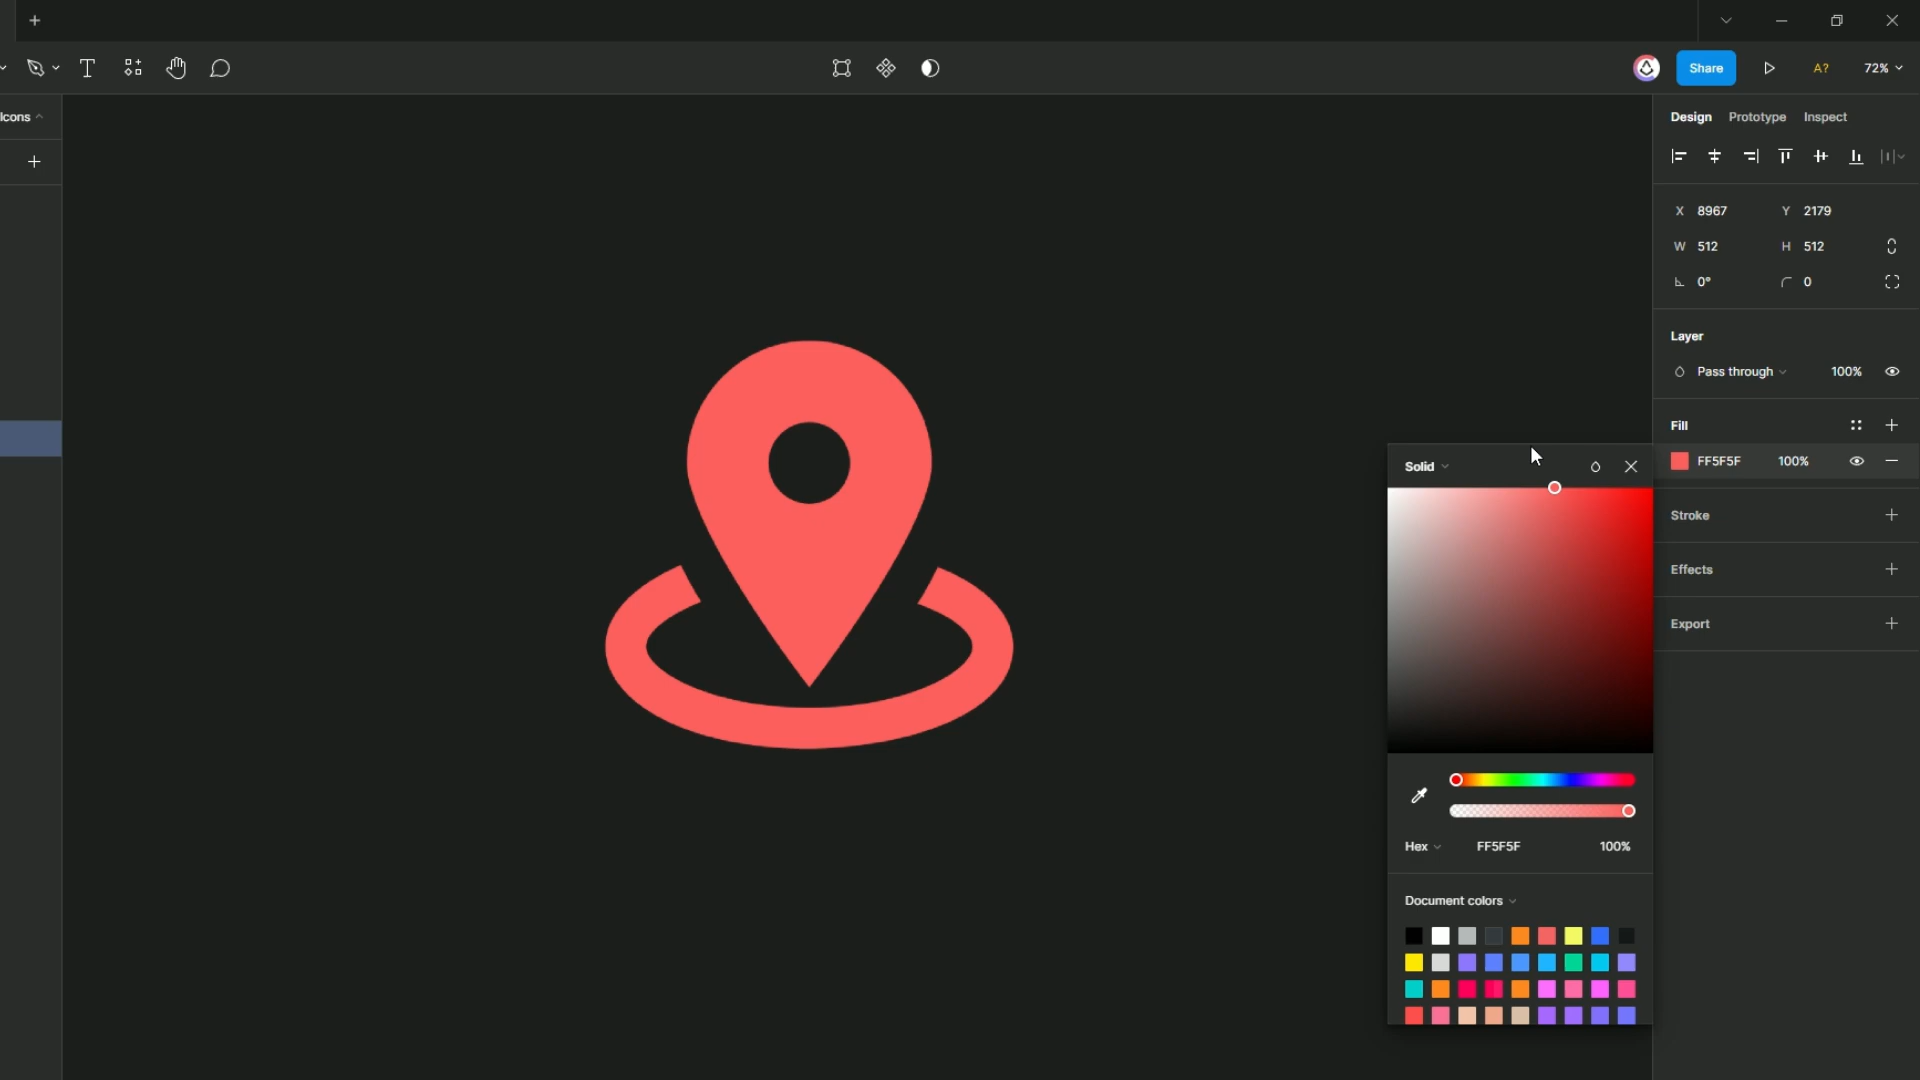 Share
A?
72%
Icons
Design Prototype Inspect
X 8967 Y 2179
W 512 H 512
0° 0
Layer
Pass through 100%
Fill
FF5F5F 100%
Solid
Stroke
Effects
Export
Hex FF5F5F 100%
Document colors